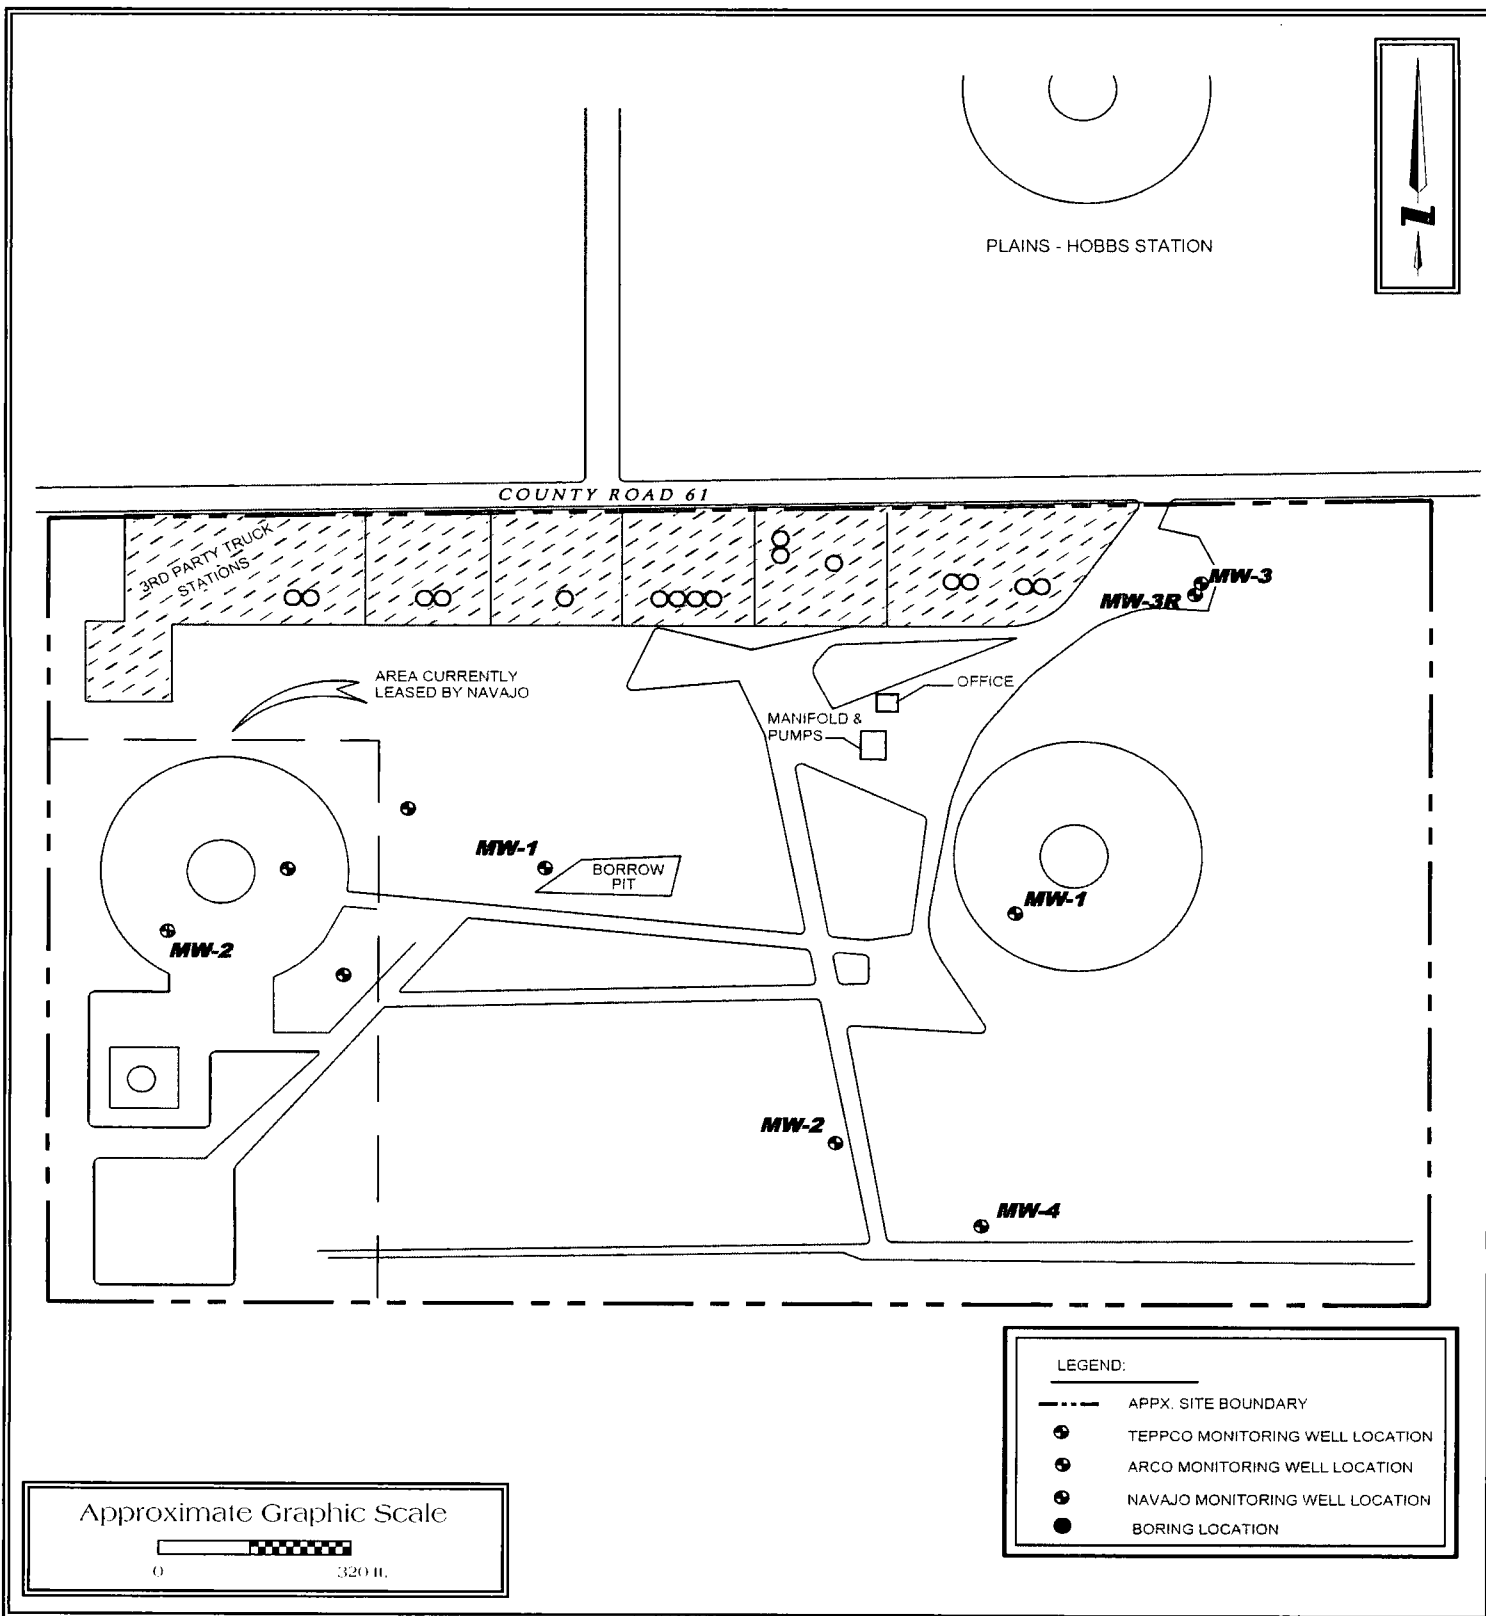 N
PLAINS - HOBBS STATION
COUNTY ROAD 61
3RD PARTY TRUCK
STATIONS
MW-3
MW-3R
AREA CURRENTLY
LEASED BY NAVAJO
OFFICE
MANIFOLD &
PUMPS
MW-1
BORROW
PIT
MW-1
MW-2
MW-2
MW-4
LEGEND:
APPX. SITE BOUNDARY
TEPPCO MONITORING WELL LOCATION
ARCO MONITORING WELL LOCATION
NAVAJO MONITORING WELL LOCATION
BORING LOCATION
Approximate Graphic Scale
0
320 ft.